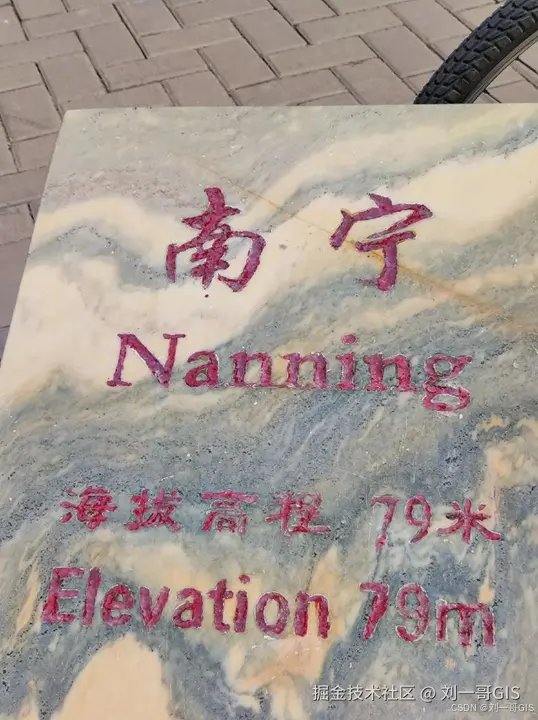 南宁
Nanning
海拔高程 79米
Elevation 79m
掘金技术社区 @ 刘一哥GIS
CSDN @刘一哥GIS